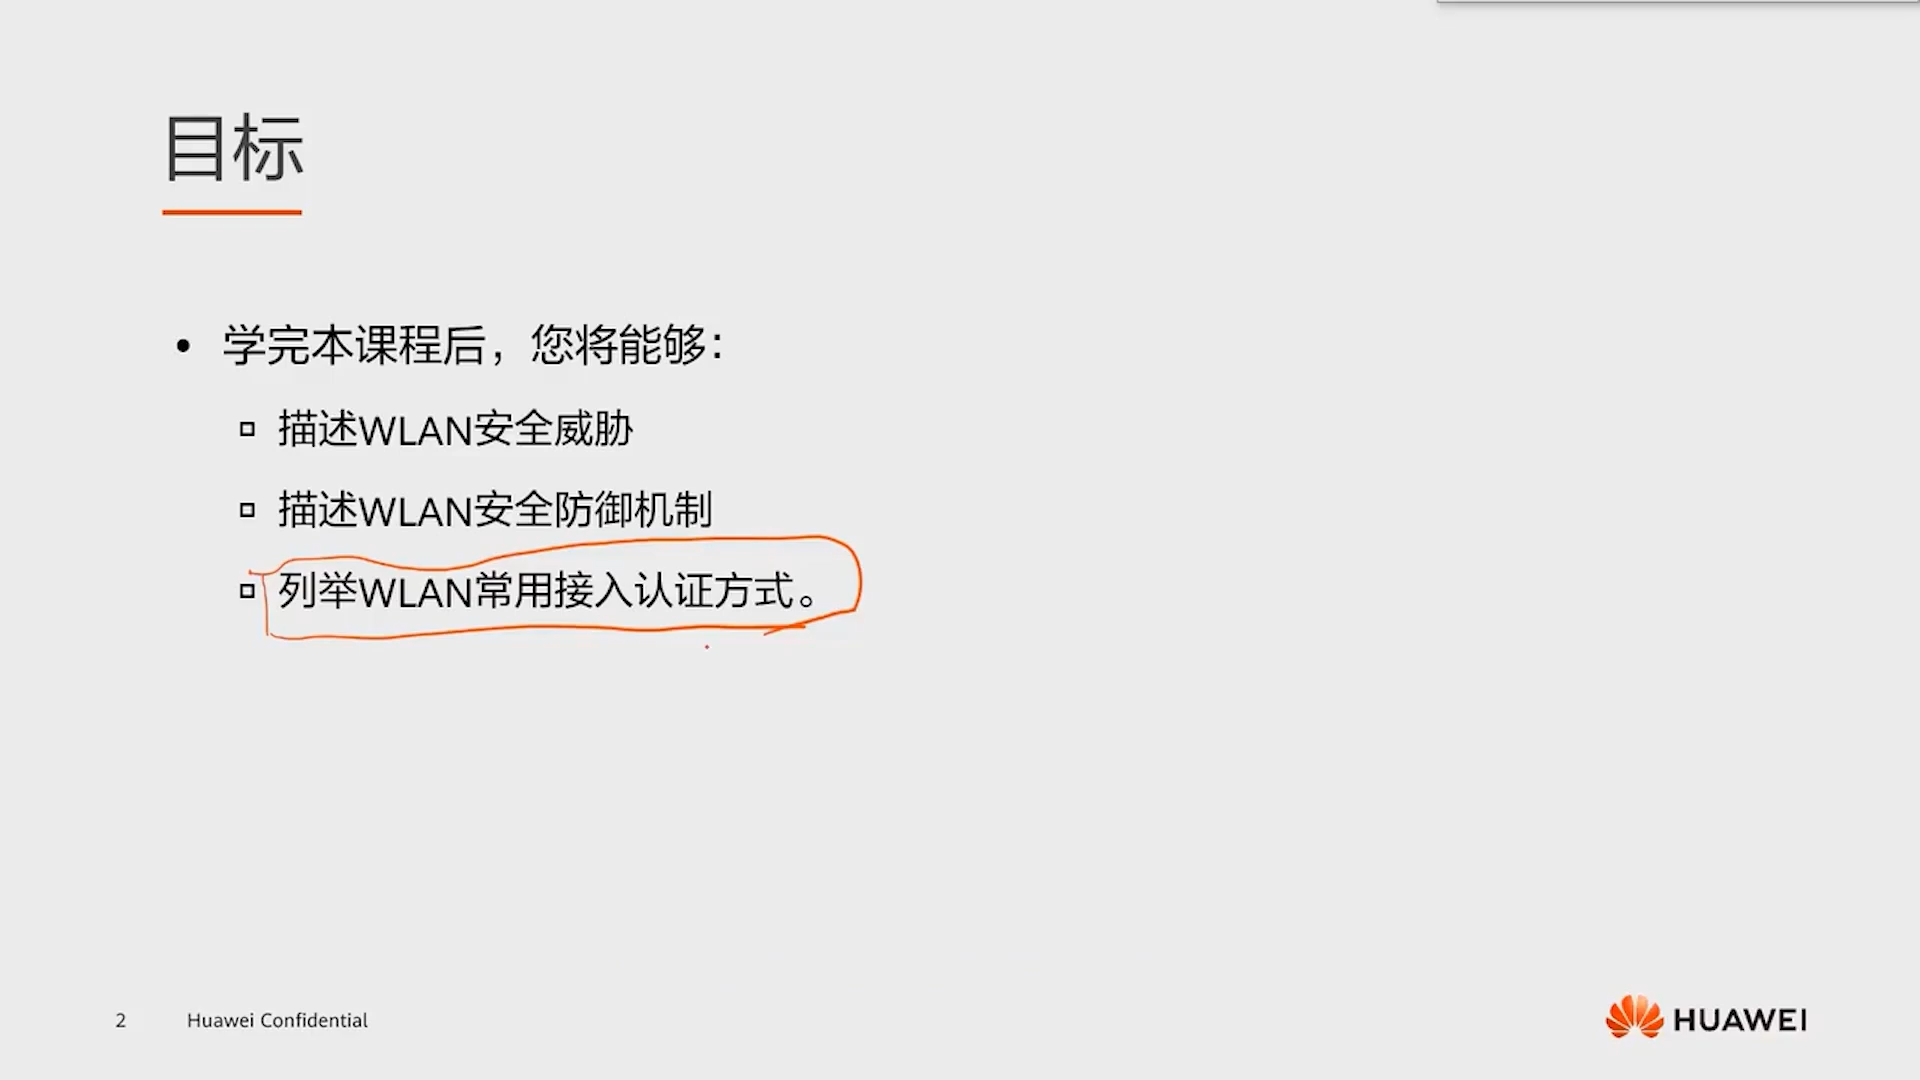 目标
• 学完本课程后，您将能够：
▫ 描述WLAN安全威胁
▫ 描述WLAN安全防御机制
▫ 列举WLAN常用接入认证方式。
2 Huawei Confidential
HUAWEI